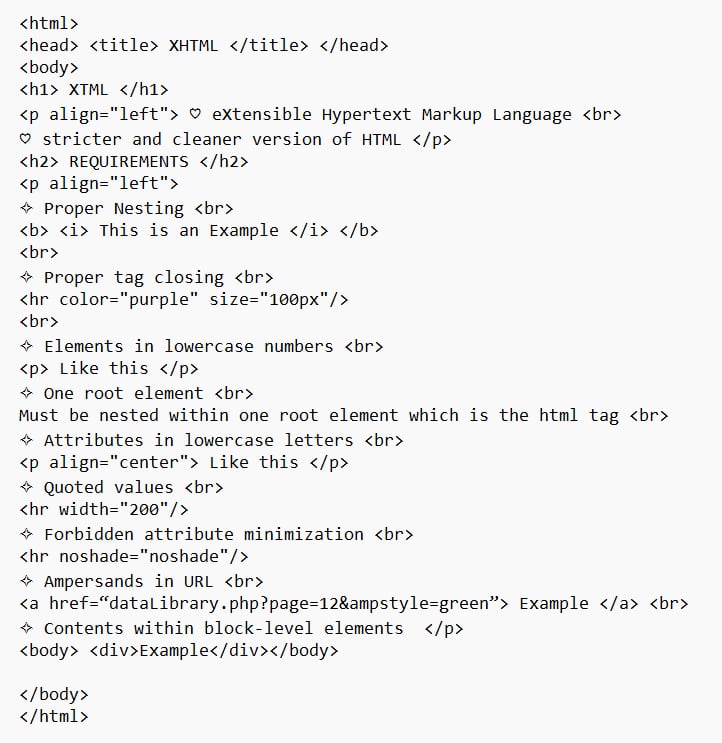 <html>
<head> <title> XHTML </title> </head>
<body>
<h1> XTML </h1>
<p align="left"> ♡ eXtensible Hypertext Markup Language <br>
♡ stricter and cleaner version of HTML </p>
<h2> REQUIREMENTS </h2>
<p align="left">
✧ Proper Nesting <br>
<b> <i> This is an Example </i> </b>
<br>
✧ Proper tag closing <br>
<hr color="purple" size="100px"/>
<br>
✧ Elements in lowercase numbers <br>
<p> Like this </p>
✧ One root element <br>
Must be nested within one root element which is the html tag <br>
✧ Attributes in lowercase letters <br>
<p align="center"> Like this </p>
✧ Quoted values <br>
<hr width="200"/>
✧ Forbidden attribute minimization <br>
<hr noshade="noshade"/>
✧ Ampersands in URL <br>
<a href=“dataLibrary.php?page=12&ampstyle=green”> Example </a> <br>
✧ Contents within block-level elements  </p>
<body> <div>Example</div></body>

</body>
</html>